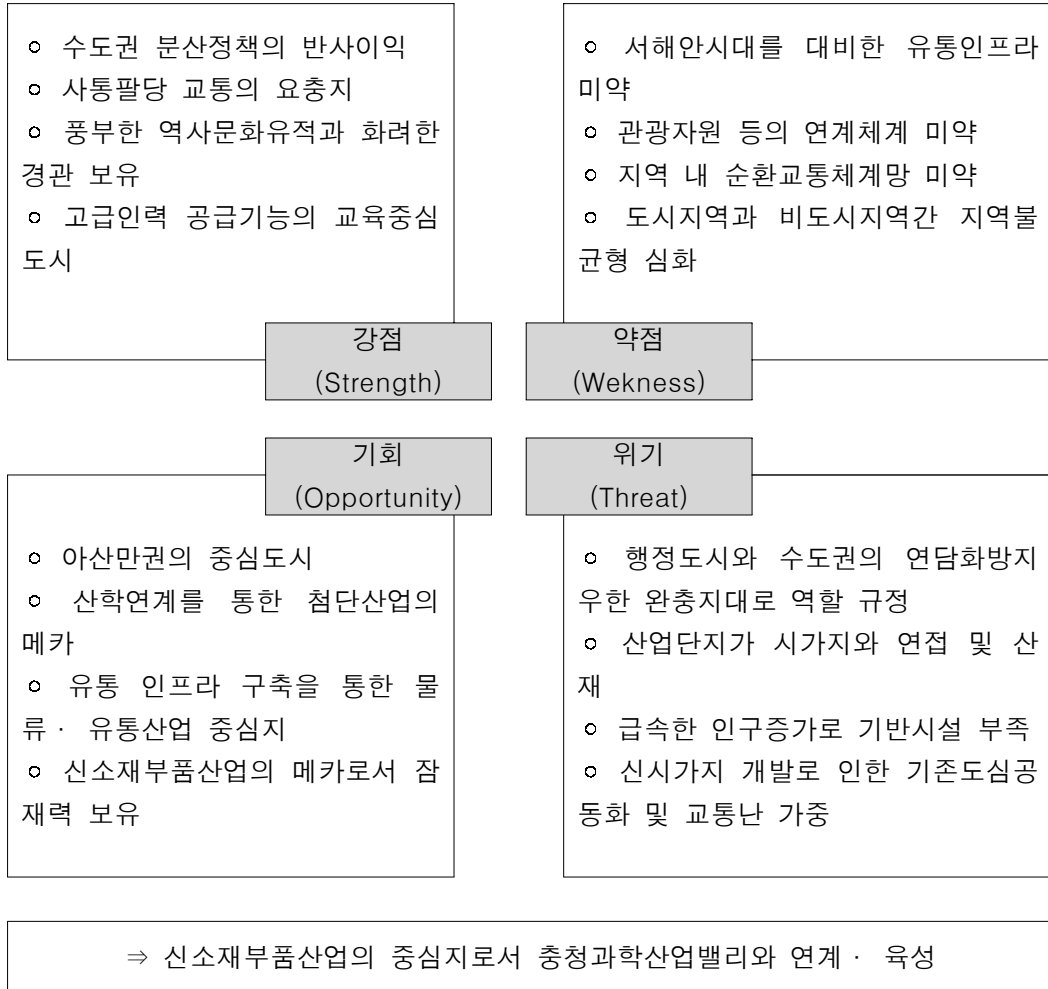 o 수도권 분산정책의 반사이익
o 사통팔당 교통의 요충지
o 풍부한 역사문화유적과 화려한
경관 보유
o 고급인력 공급기능의 교육중심
도시
강점
(Strength)
o 서해안시대를 대비한 유통인프라
미약
o 관광자원 등의 연계체계 미약
o 지역 내 순환교통체계망 미약
o 도시지역과 비도시지역간 지역불
균형 심화
약점
(Wekness)
기회
(Opportunity)
o 아산만권의 중심도시
o 산학연계를 통한 첨단산업의
메카
o 유통 인프라 구축을 통한 물
류· 유통산업 중심지
o 신소재부품산업의 메카로서 잠
재력 보유
위기
(Threat)
o 행정도시와 수도권의 연담화방지
우한 완충지대로 역할 규정
o 산업단지가 시가지와 연접 및 산
재
o 급속한 인구증가로 기반시설 부족
o 신시가지 개발로 인한 기존도심공
동화 및 교통난 가중
⇒ 신소재부품산업의 중심지로서 충청과학산업밸리와 연계· 육성